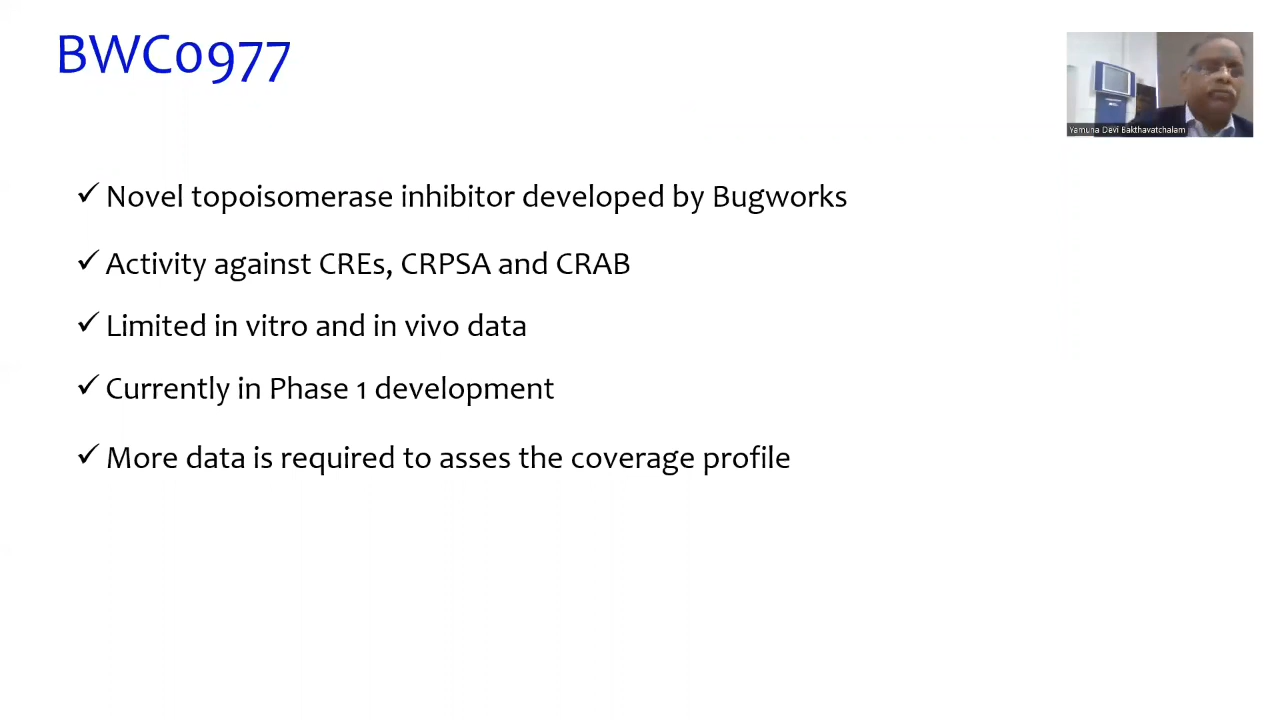 BWC0977
Yamuna Devi Bakthavatchalam
✓ Novel topoisomerase inhibitor developed by Bugworks
✓ Activity against CREs, CRPSA and CRAB
✓ Limited in vitro and in vivo data
✓ Currently in Phase 1 development
✓ More data is required to asses the coverage profile